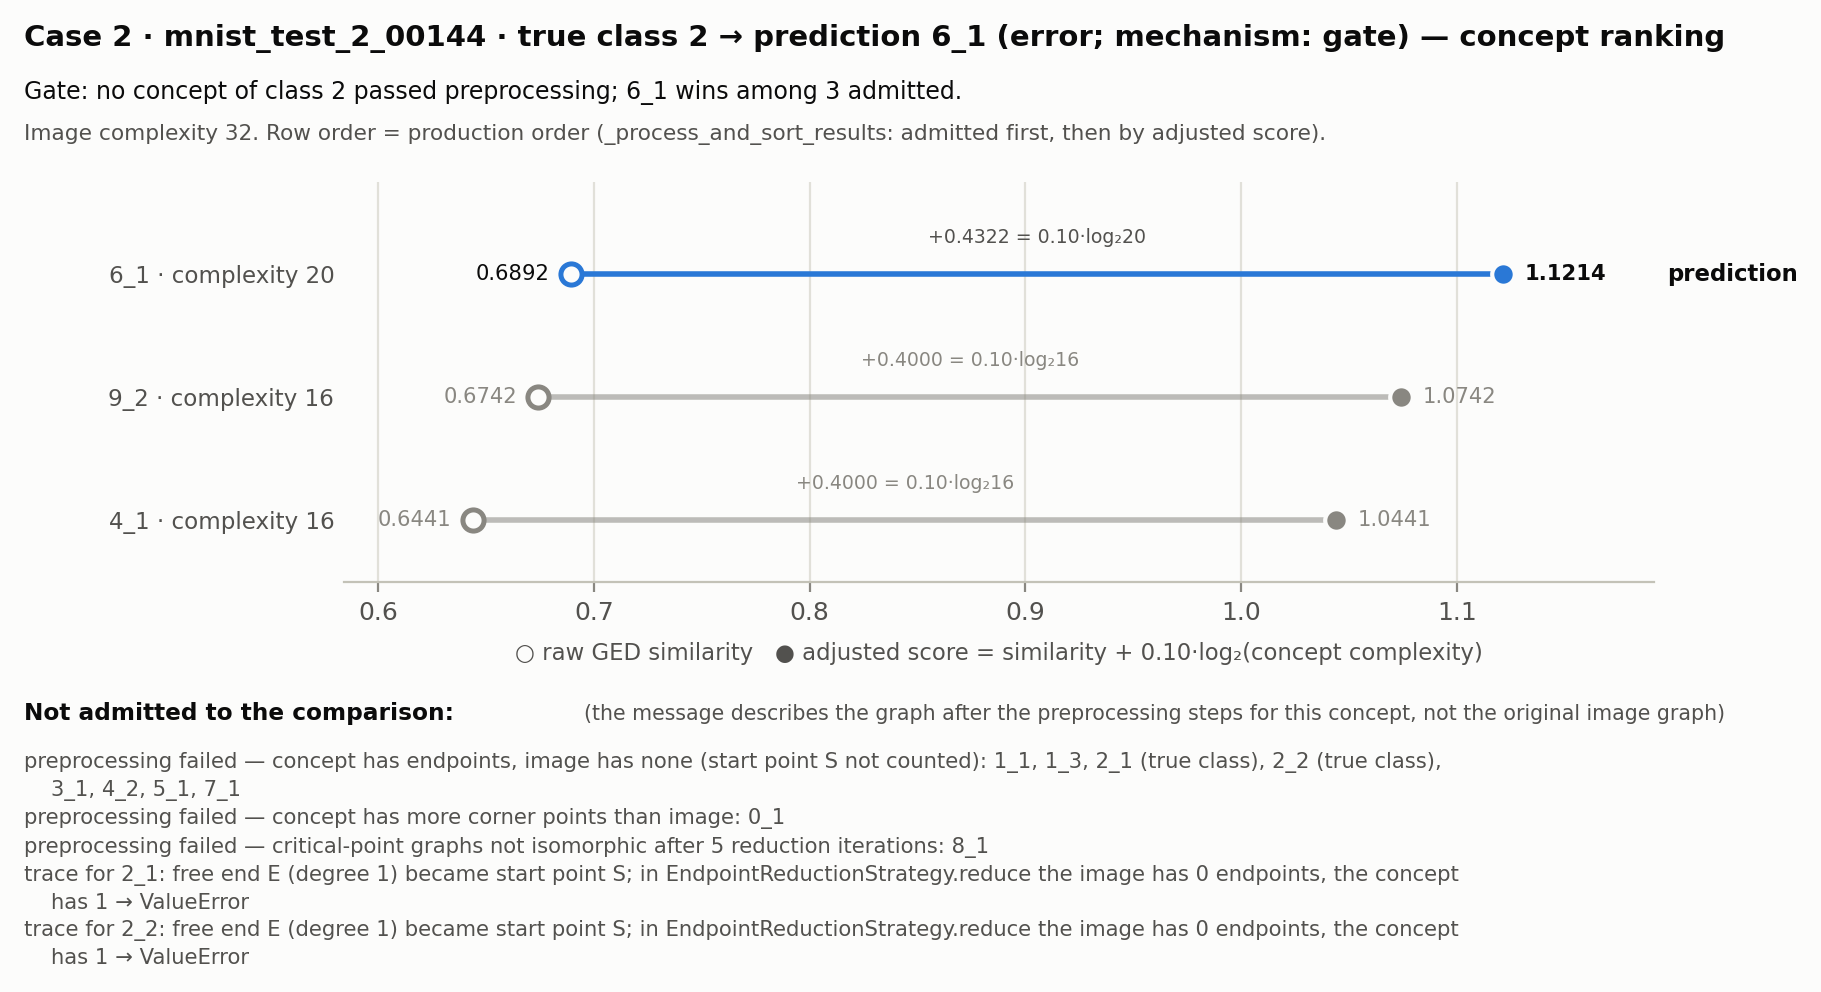 Case 2 · mnist_test_2_00144 · true class 2 → prediction 6_1 (error; mechanism: gate) — concept ranking
Gate: no concept of class 2 passed preprocessing; 6_1 wins among 3 admitted.
Image complexity 32. Row order = production order (_process_and_sort_results: admitted first, then by adjusted score).
+0.4322 = 0.10·log₂20
6_1 · complexity 20 0.6892 1.1214 prediction
+0.4000 = 0.10·log₂16
9_2 · complexity 16 0.6742 1.0742
+0.4000 = 0.10·log₂16
4_1 · complexity 16 0.6441 1.0441
0.6 0.7 0.8 0.9 1.0 1.1
○ raw GED similarity ● adjusted score = similarity + 0.10·log₂(concept complexity)
Not admitted to the comparison: (the message describes the graph after the preprocessing steps for this concept, not the original image graph)
preprocessing failed — concept has endpoints, image has none (start point S not counted): 1_1, 1_3, 2_1 (true class), 2_2 (true class),
3_1, 4_2, 5_1, 7_1
preprocessing failed — concept has more corner points than image: 0_1
preprocessing failed — critical-point graphs not isomorphic after 5 reduction iterations: 8_1
trace for 2_1: free end E (degree 1) became start point S; in EndpointReductionStrategy.reduce the image has 0 endpoints, the concept
has 1 → ValueError
trace for 2_2: free end E (degree 1) became start point S; in EndpointReductionStrategy.reduce the image has 0 endpoints, the concept
has 1 → ValueError